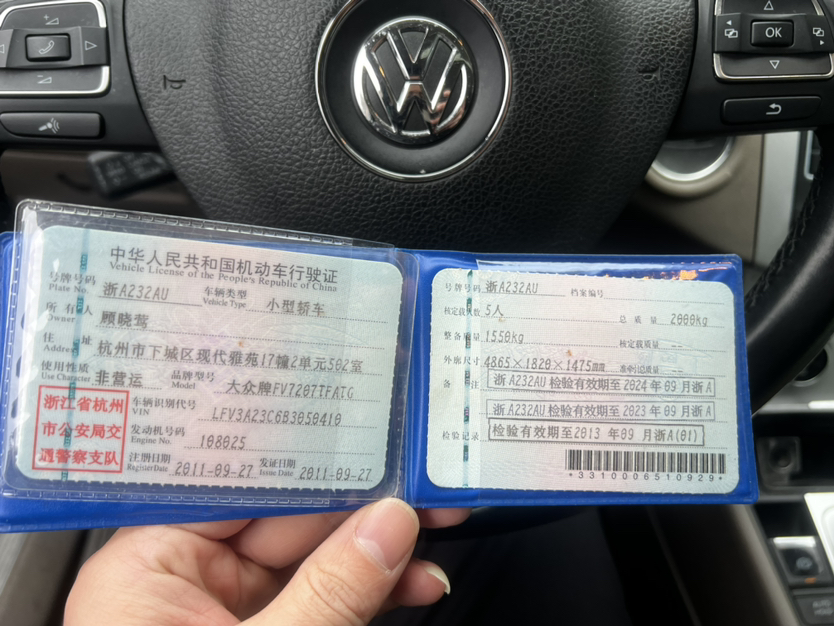 OK
中华人民共和国机动车行驶证
Vehicle License of the People's Republic of China
号牌号码 Plate No. 浙A232AU 车辆类型 Vehicle Type 小型轿车
所有人 Owner 顾晓莺
住址 Address 杭州市下城区现代雅苑17幢2单元502室
使用性质 Use Character 非营运 品牌型号 Model 大众牌FV7207TFATG
浙江省杭州
市公安局交
通警察支队
车辆识别代号 VIN LFV3A23C6B3050410
发动机号码 Engine No. 108025
注册日期 Register Date 2011-09-27 发证日期 Issue Date 2011-09-27
号牌号码 浙A232AU 档案编号
核定载人数 5人 总质量 2000kg
整备质量 1550kg 核定载质量 --
外廓尺寸 4865×1820×1475mm 准牵引总质量 --
备注 浙A232AU 检验有效期至2024年09月浙A
浙A232AU 检验有效期至2023年09月浙A
检验记录 检验有效期至2013年09月浙A(01)
*3310006510929*